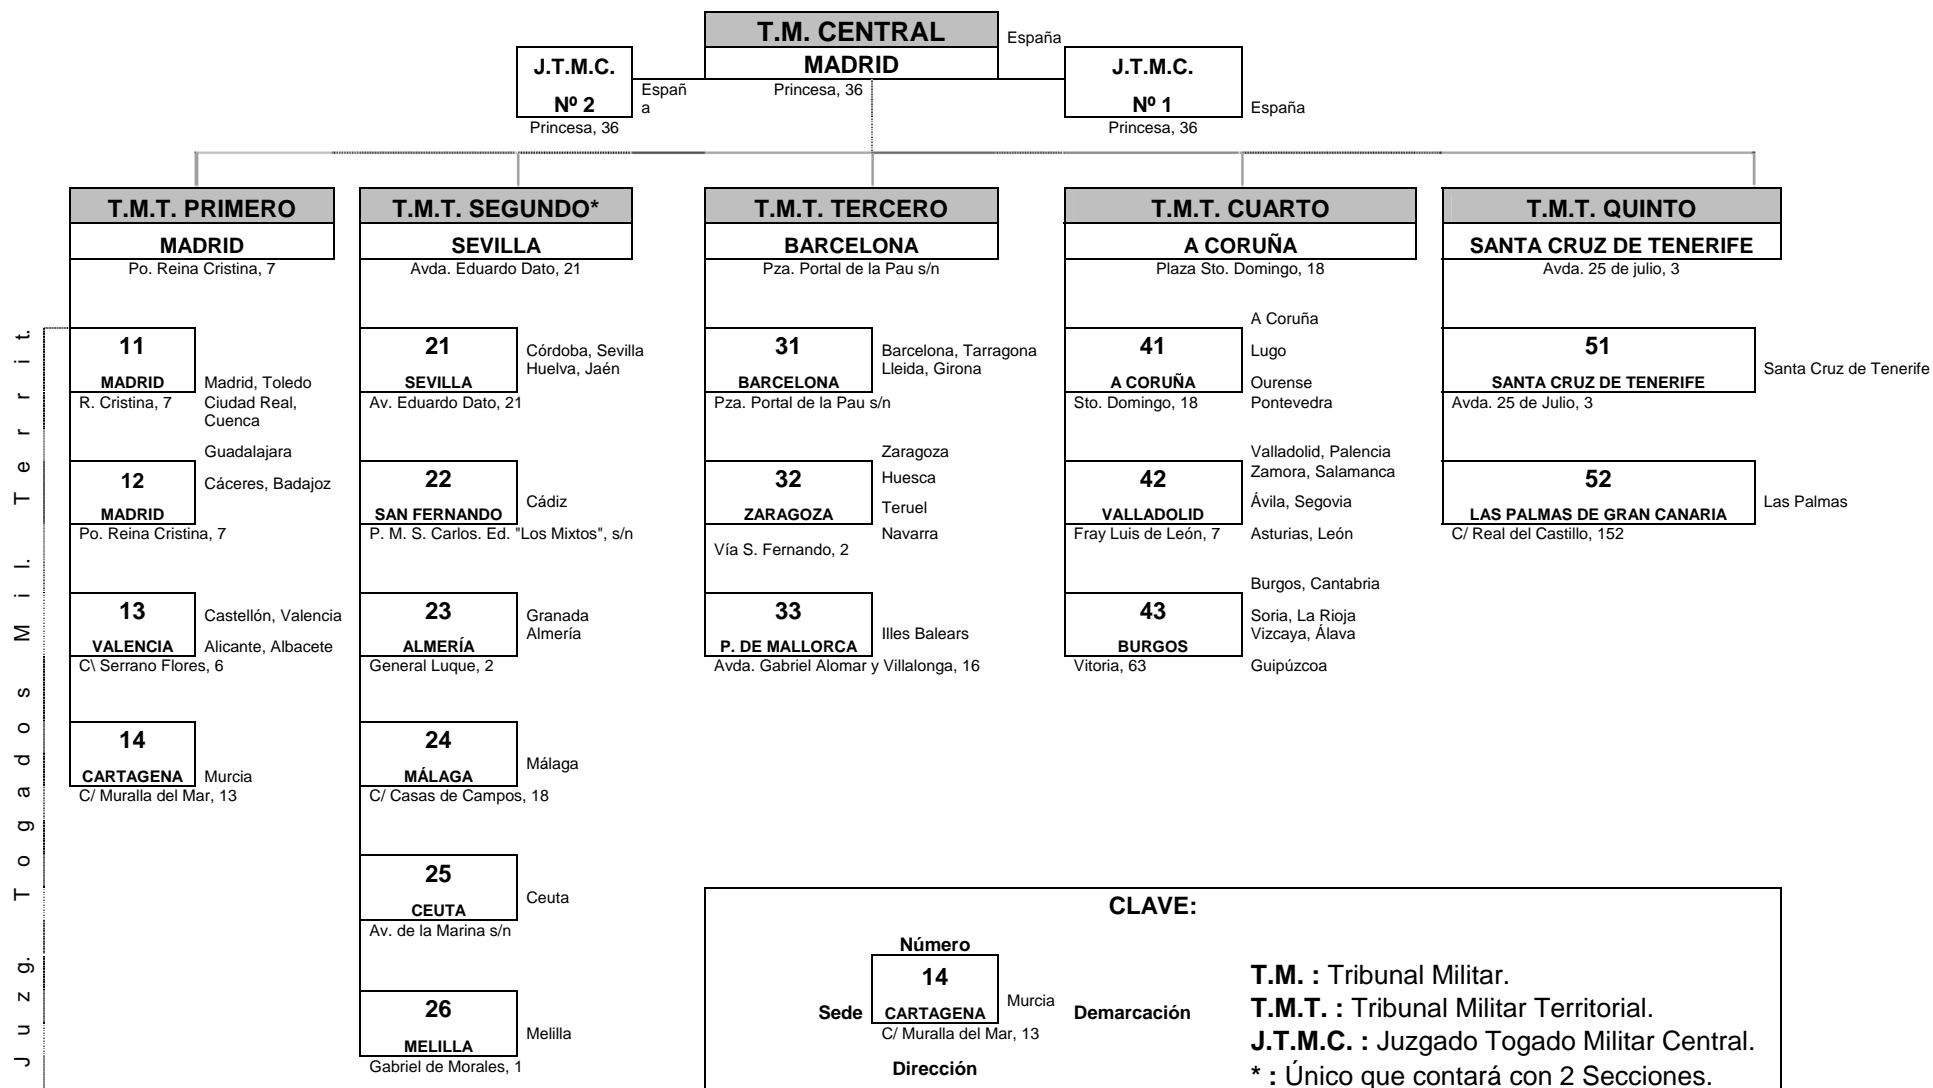 T.M. CENTRAL
España
MADRID
Princesa, 36
J.T.M.C.
Nº 2
Españ
a
Princesa, 36
J.T.M.C.
Nº 1
España
Princesa, 36
T.M.T. PRIMERO
MADRID
Po. Reina Cristina, 7
T.M.T. SEGUNDO*
SEVILLA
Avda. Eduardo Dato, 21
T.M.T. TERCERO
BARCELONA
Pza. Portal de la Pau s/n
T.M.T. CUARTO
A CORUÑA
Plaza Sto. Domingo, 18
T.M.T. QUINTO
SANTA CRUZ DE TENERIFE
Avda. 25 de julio, 3
Juzg. Togados Mil. Territ.
11
MADRID
R. Cristina, 7
Madrid, Toledo
Ciudad Real,
Cuenca
Guadalajara
12
MADRID
Po. Reina Cristina, 7
Cáceres, Badajoz
13
VALENCIA
C\ Serrano Flores, 6
Castellón, Valencia
Alicante, Albacete
14
CARTAGENA
C/ Muralla del Mar, 13
Murcia
21
SEVILLA
Av. Eduardo Dato, 21
Córdoba, Sevilla
Huelva, Jaén
22
SAN FERNANDO
P. M. S. Carlos. Ed. "Los Mixtos", s/n
Cádiz
23
ALMERÍA
General Luque, 2
Granada
Almería
24
MÁLAGA
C/ Casas de Campos, 18
Málaga
25
CEUTA
Av. de la Marina s/n
Ceuta
26
MELILLA
Gabriel de Morales, 1
Melilla
31
BARCELONA
Pza. Portal de la Pau s/n
Barcelona, Tarragona
Lleida, Girona
32
ZARAGOZA
Vía S. Fernando, 2
Zaragoza
Huesca
Teruel
Navarra
33
P. DE MALLORCA
Avda. Gabriel Alomar y Villalonga, 16
Illes Balears
41
A CORUÑA
Sto. Domingo, 18
A Coruña
Lugo
Ourense
Pontevedra
42
VALLADOLID
Fray Luis de León, 7
Valladolid, Palencia
Zamora, Salamanca
Ávila, Segovia
Asturias, León
43
BURGOS
Vitoria, 63
Burgos, Cantabria
Soria, La Rioja
Vizcaya, Álava
Guipúzcoa
51
SANTA CRUZ DE TENERIFE
Avda. 25 de Julio, 3
Santa Cruz de Tenerife
52
LAS PALMAS DE GRAN CANARIA
C/ Real del Castillo, 152
Las Palmas
CLAVE:
Número
14
Sede
CARTAGENA
Murcia
Demarcación
C/ Muralla del Mar, 13
Dirección
T.M. : Tribunal Militar.
T.M.T. : Tribunal Militar Territorial.
J.T.M.C. : Juzgado Togado Militar Central.
* : Único que contará con 2 Secciones.